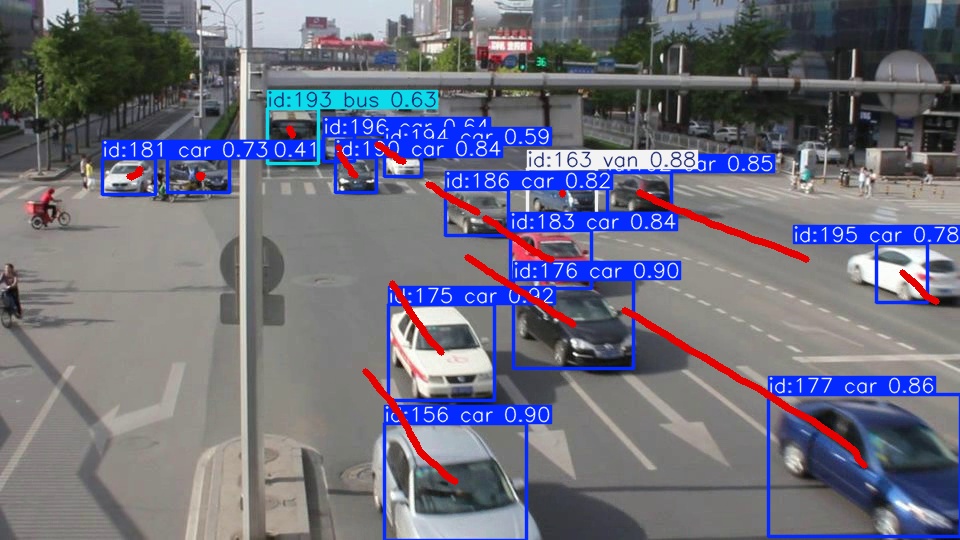 36
id:193 bus 0.63
id:196
0.64
id:194 car 0.59
id:181 car 0.73
0.41
car 0.84
id:163 van 0.88
car 0.85
id:186 car 0.82
id:183 car 0.84
id:195 car 0.78
id:176 car 0.90
id:175 car 0.92
id:177 car 0.86
id:156 car 0.90